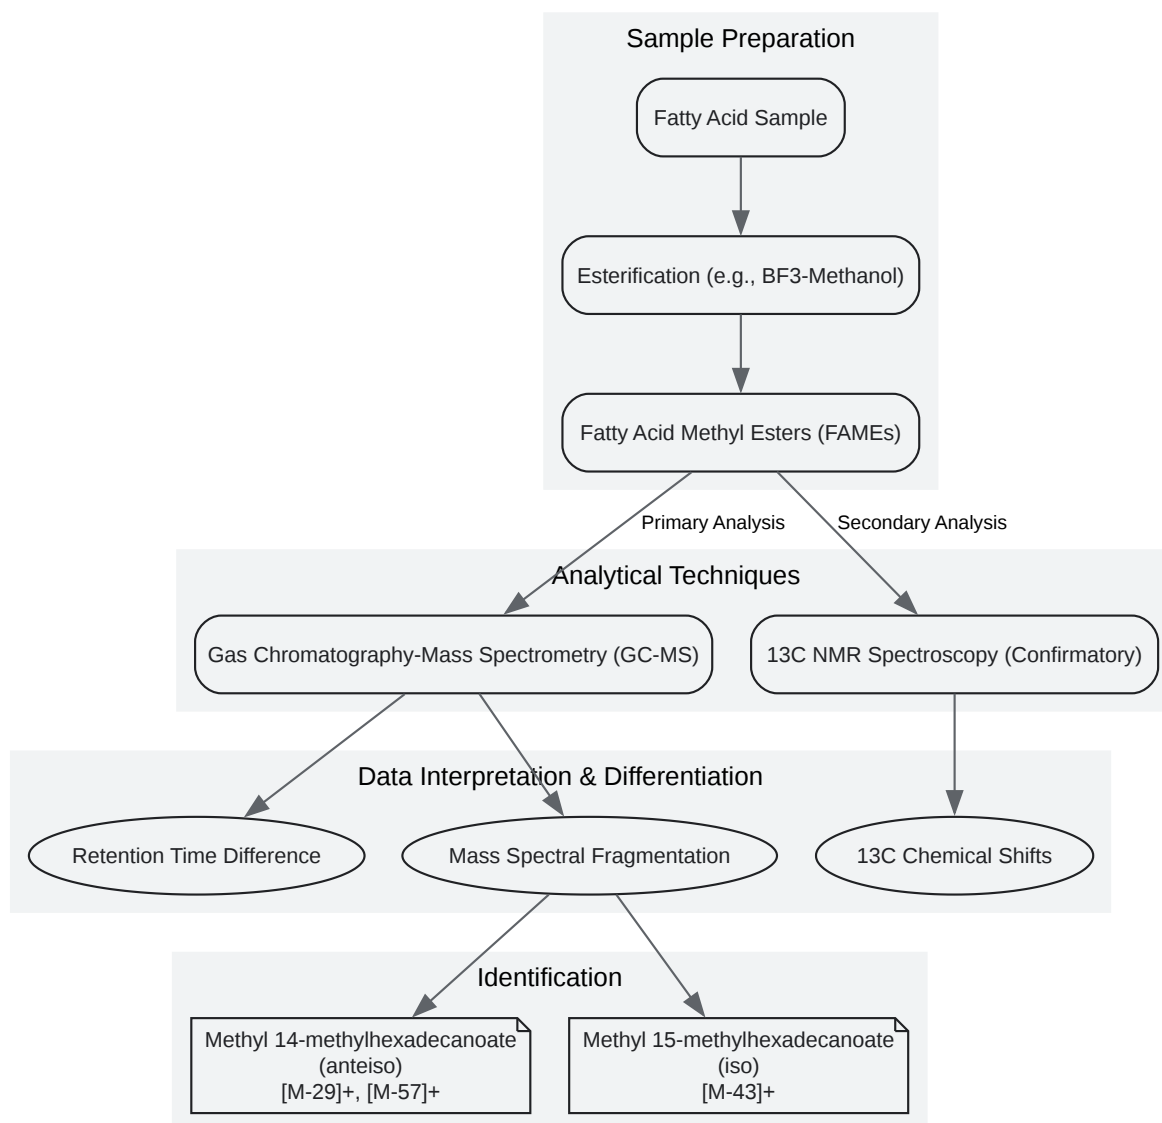 Sample Preparation
Fatty Acid Sample
Esterification (e.g., BF3-Methanol)
Fatty Acid Methyl Esters (FAMEs)
Primary Analysis
Secondary Analysis
Analytical Techniques
Gas Chromatography-Mass Spectrometry (GC-MS)
13C NMR Spectroscopy (Confirmatory)
Data Interpretation & Differentiation
Retention Time Difference
Mass Spectral Fragmentation
13C Chemical Shifts
Identification
Methyl 14-methylhexadecanoate
(anteiso)
[M-29]+, [M-57]+
Methyl 15-methylhexadecanoate
(iso)
[M-43]+